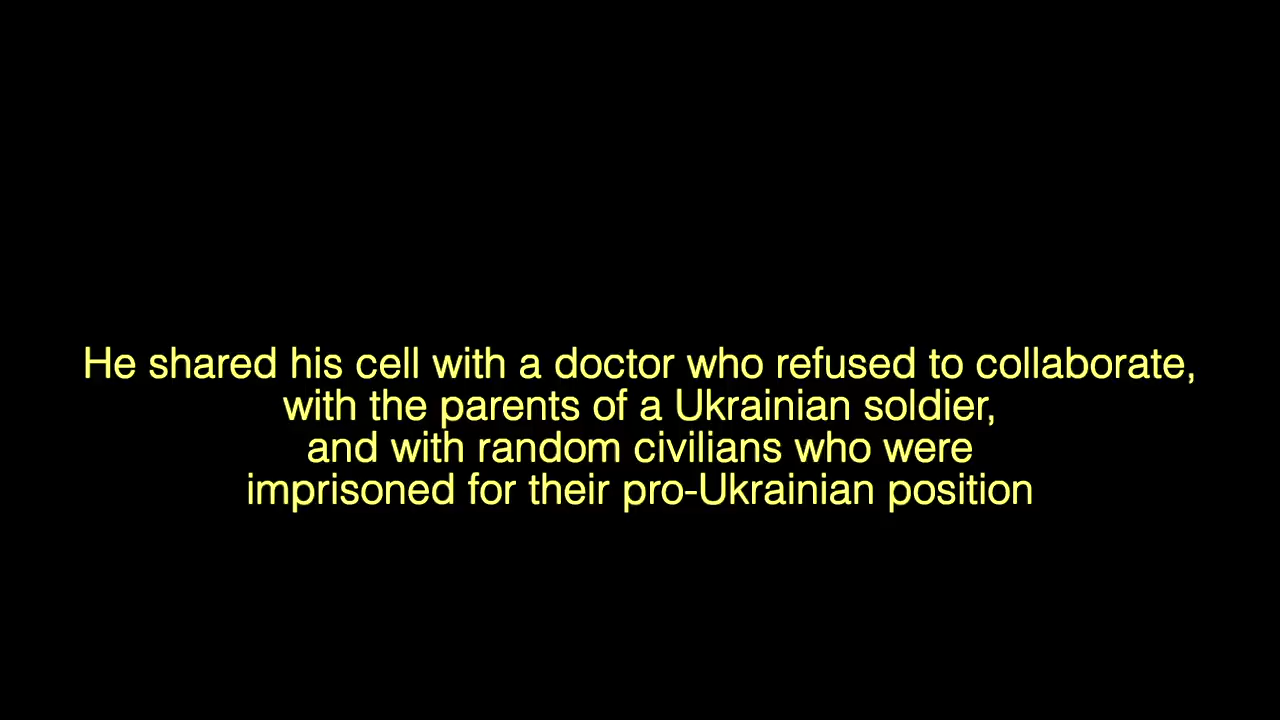 He shared his cell with a doctor who refused to collaborate,
with the parents of a Ukrainian soldier,
and with random civilians who were
imprisoned for their pro-Ukrainian position